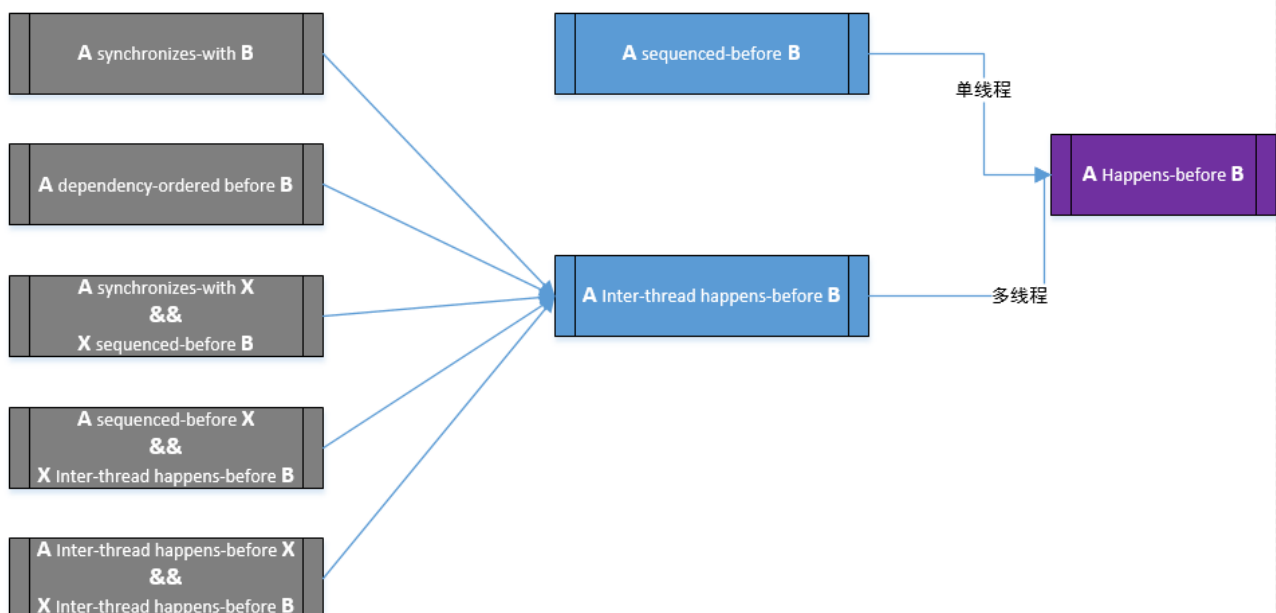 A synchronizes-with B
A dependency-ordered before B
A synchronizes-with X
&&
X sequenced-before B
A sequenced-before X
&&
X Inter-thread happens-before B
A Inter-thread happens-before X
&&
X Inter-thread happens-before B
A sequenced-before B
A Inter-thread happens-before B
单线程
多线程
A Happens-before B